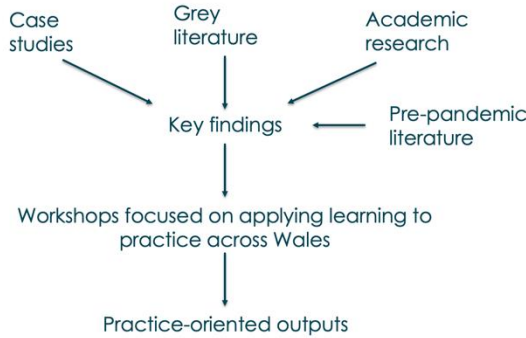 Case
studies
Grey
literature
Academic
research
Key findings
Pre-pandemic
literature
Workshops focused on applying learning to
practice across Wales
Practice-oriented outputs